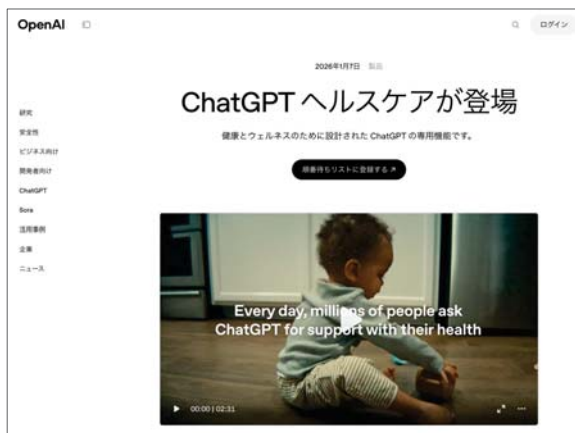 OpenAI
ログイン
2026年1月7日 製品
ChatGPT ヘルスケアが登場
健康とウェルネスのために設計された ChatGPT の専用機能です。
順番待ちリストに登録する ↗
研究
安全性
ビジネス向け
開発者向け
ChatGPT
Sora
活用事例
企業
ニュース
Every day, millions of people ask
ChatGPT for support with their health
00:00 | 02:31